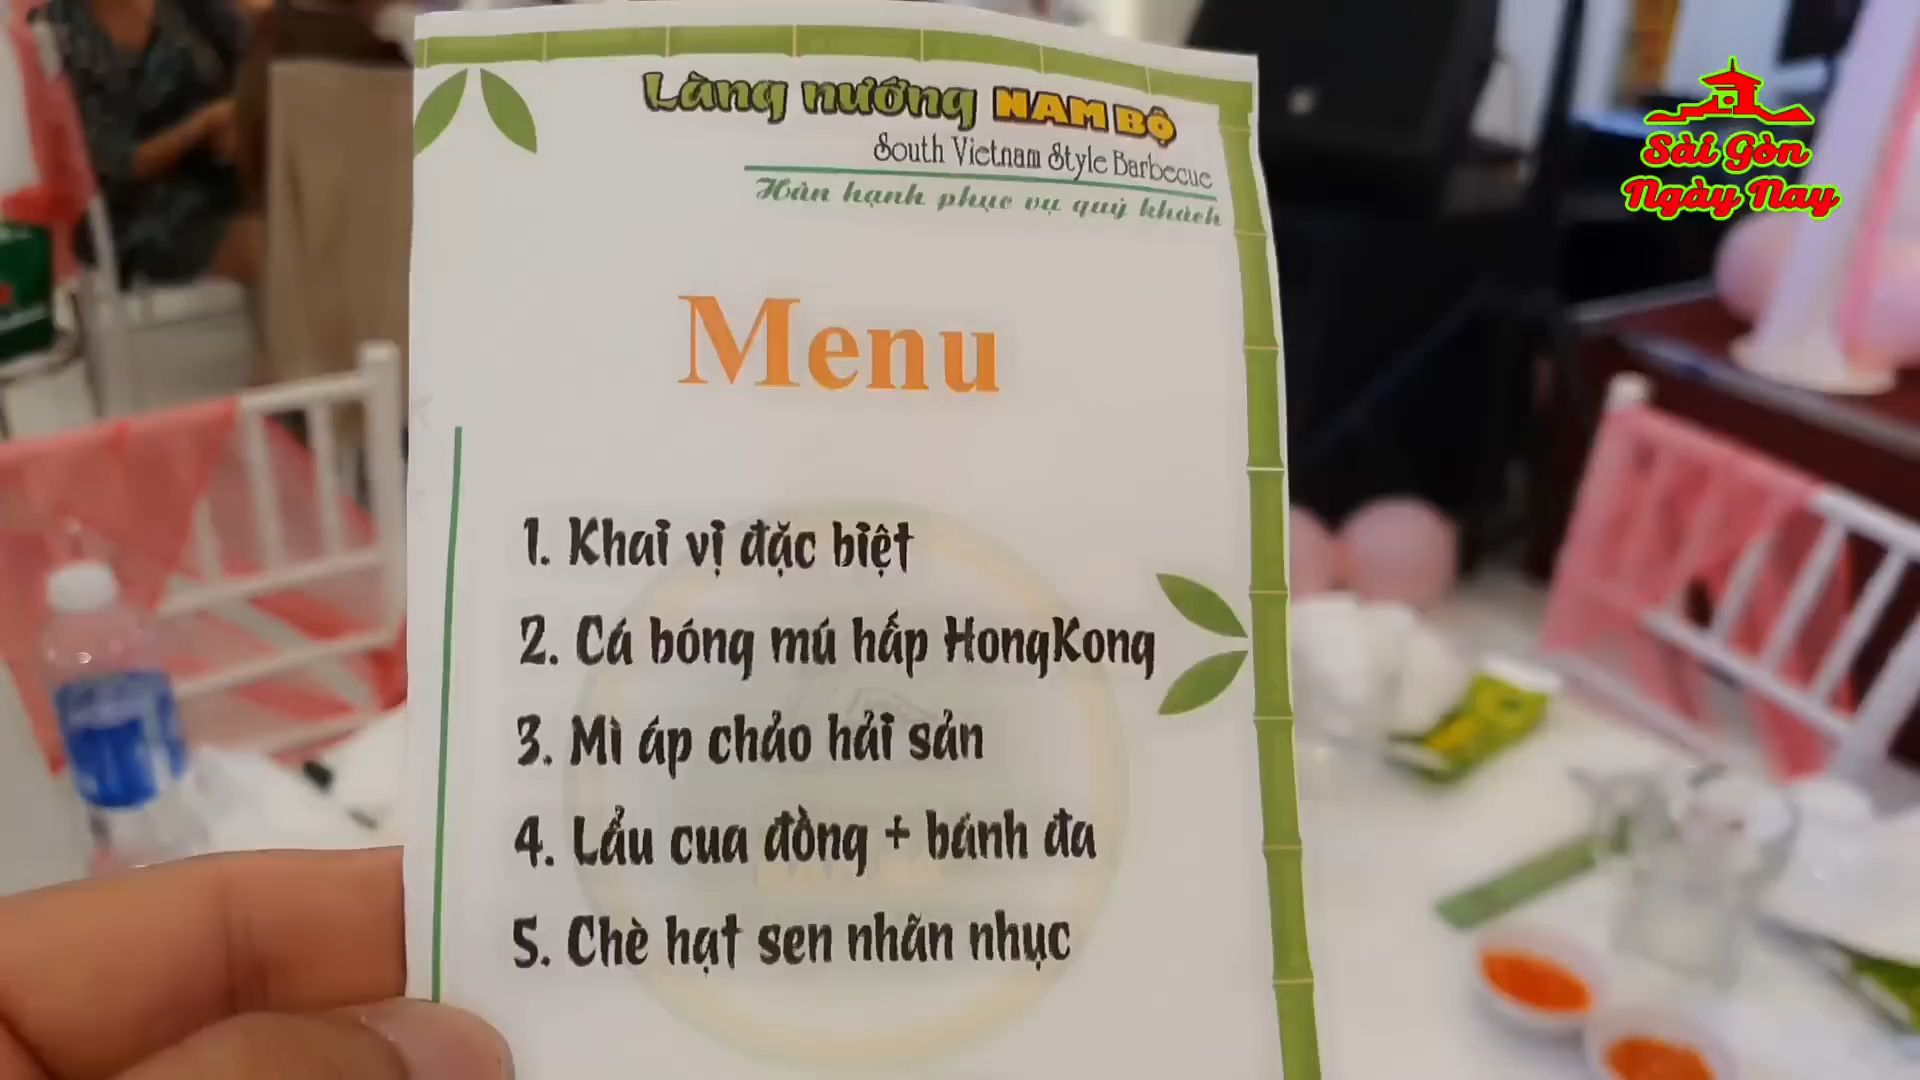 Làng nướng NAM BỘ
South Vietnam Style Barbecue
Hân hạnh phục vụ quý khách
Sài Gòn
Ngày Nay
Menu
1. Khai vị đặc biệt
2. Cá bóng mú hấp HongKong
3. Mì áp chảo hải sản
4. Lẩu cua đồng + bánh đa
5. Chè hạt sen nhãn nhục